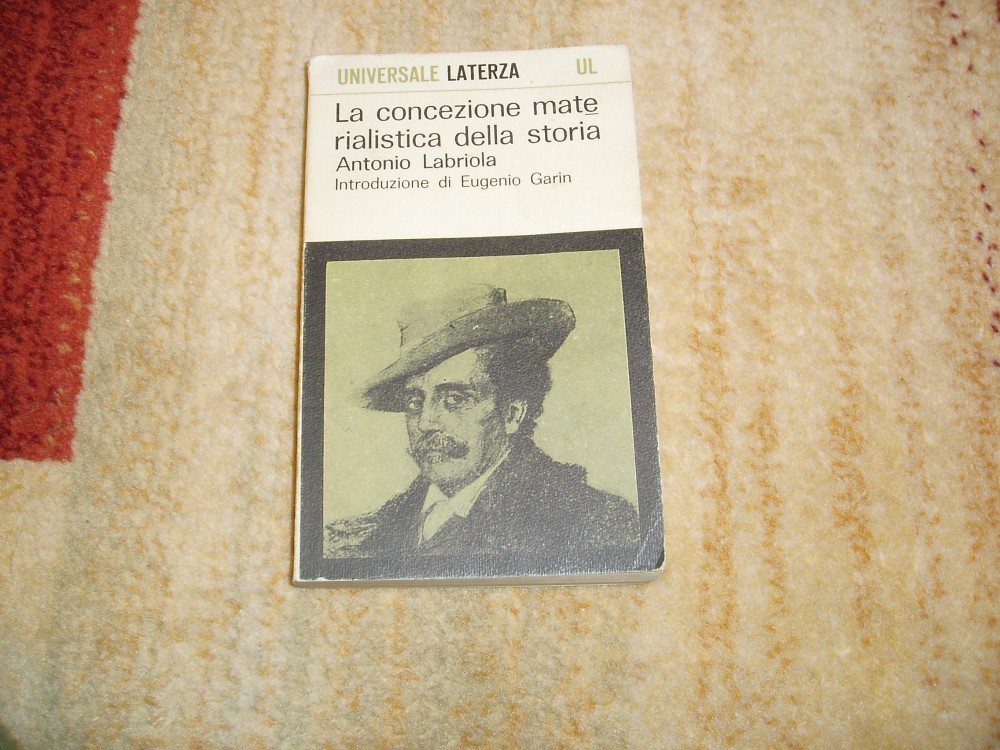 UNIVERSALE LATERZA UL
La concezione mate
rialistica della storia
Antonio Labriola
Introduzione di Eugenio Garin